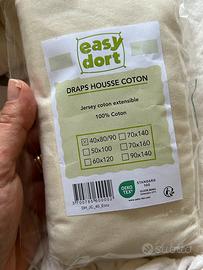 easy
dort
DRAPS HOUSSE COTON
Jersey coton extensible
100% Coton
40x80/90
70x140
50x100
70x160
60x120
90x140
OEKO
TEX
STANDARD
100
subito